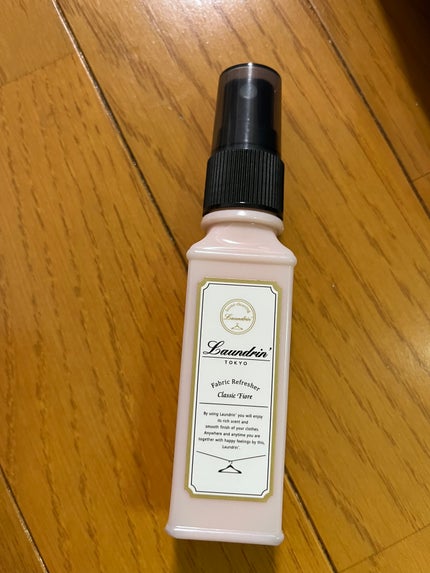 Laundrin'
Laundrin'
TOKYO
Fabric Refresher
Classic Fiore
By using Laundrin' you will enjoy
its rich scent and
smooth finish of your clothes.
Anywhere and anytime you are
together with happy feelings by this,
Laundrin'.